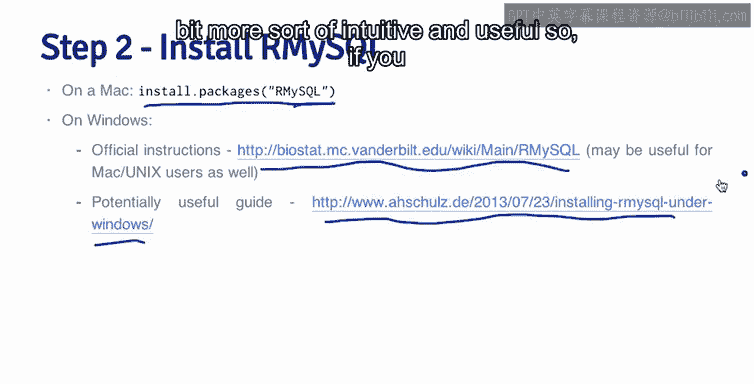 bit more sort of intuitive and useful so,
if you
Step 2 - Install RMySQL
· On a Mac: install.packages("RMySQL")
· On Windows:
- Official instructions - http://biostat.mc.vanderbilt.edu/wiki/Main/RMySQL (may be useful for
Mac/UNIX users as well)
- Potentially useful guide - http://www.ahschulz.de/2013/07/23/installing-rmysql-under-
windows/